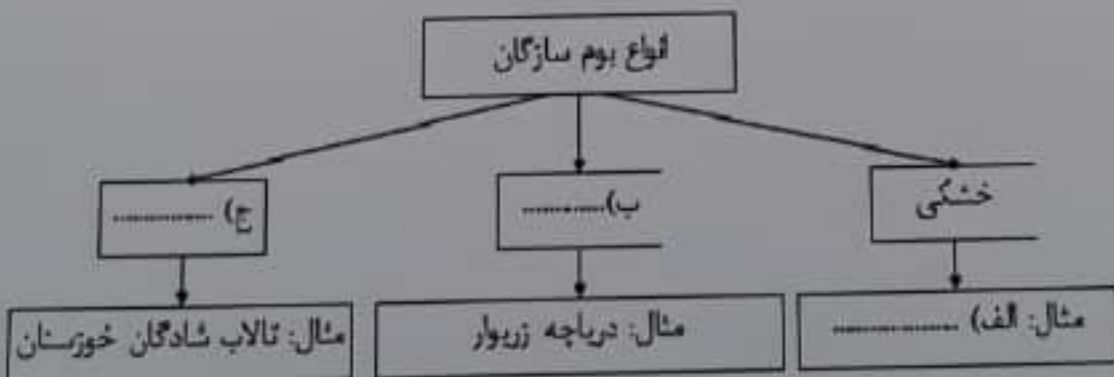 انواع بوم سازگان
خشکی
ب).............
ج) ................
مثال: الف) ....................
مثال: دریاچه زریوار
مثال: تالاب شادگان خوزستان